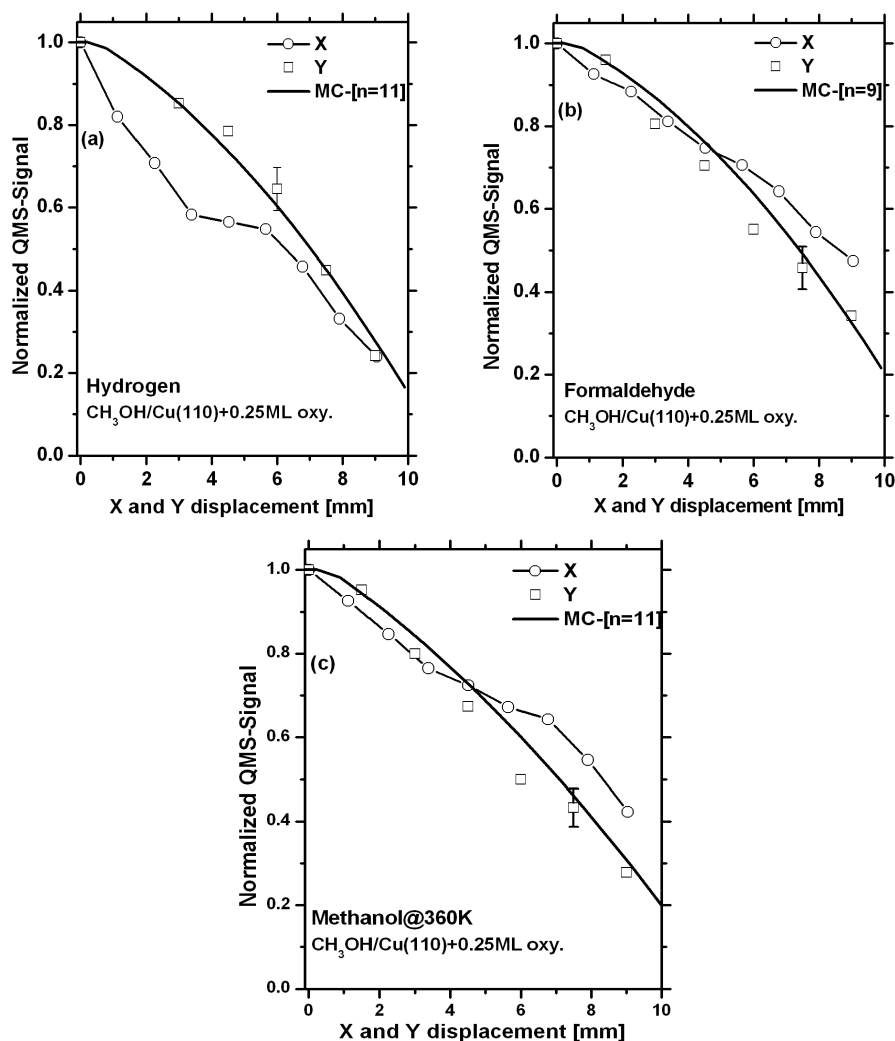 X
Y
MC-[n=11]
(a)
Normalized QMS-Signal
1.0
0.8
0.6
0.4
0.2
0.0
Hydrogen
CH₃OH/Cu(110)+0.25ML oxy.
0 2 4 6 8 10
X and Y displacement [mm]
X
Y
MC-[n=9]
(b)
Normalized QMS-Signal
1.0
0.8
0.6
0.4
0.2
0.0
Formaldehyde
CH₃OH/Cu(110)+0.25ML oxy.
0 2 4 6 8 10
X and Y displacement [mm]
X
Y
MC-[n=11]
(c)
Normalized QMS-Signal
1.0
0.8
0.6
0.4
0.2
0.0
Methanol@360K
CH₃OH/Cu(110)+0.25ML oxy.
0 2 4 6 8 10
X and Y displacement [mm]